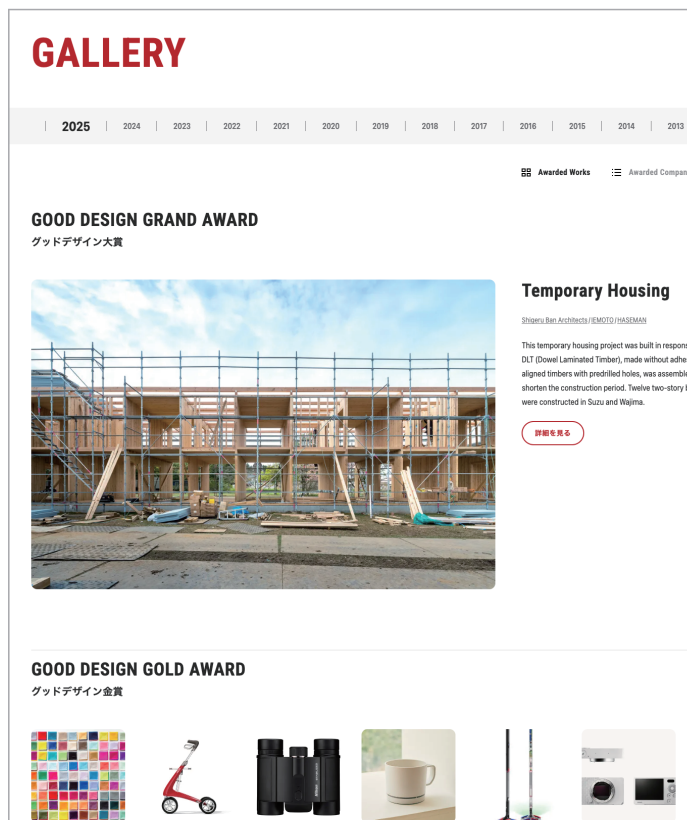 GALLERY
2025 | 2024 | 2023 | 2022 | 2021 | 2020 | 2019 | 2018 | 2017 | 2016 | 2015 | 2014 | 2013
Awarded Works
Awarded Compan
GOOD DESIGN GRAND AWARD
グッドデザイン大賞
Temporary Housing
Shigeru Ban Architects / IEMOTO / HASEMAN
This temporary housing project was built in respons
DLT (Dowel Laminated Timber), made without adhe
aligned timbers with predrilled holes, was assemble
shorten the construction period. Twelve two-story b
were constructed in Suzu and Wajima.
詳細を見る
GOOD DESIGN GOLD AWARD
グッドデザイン金賞